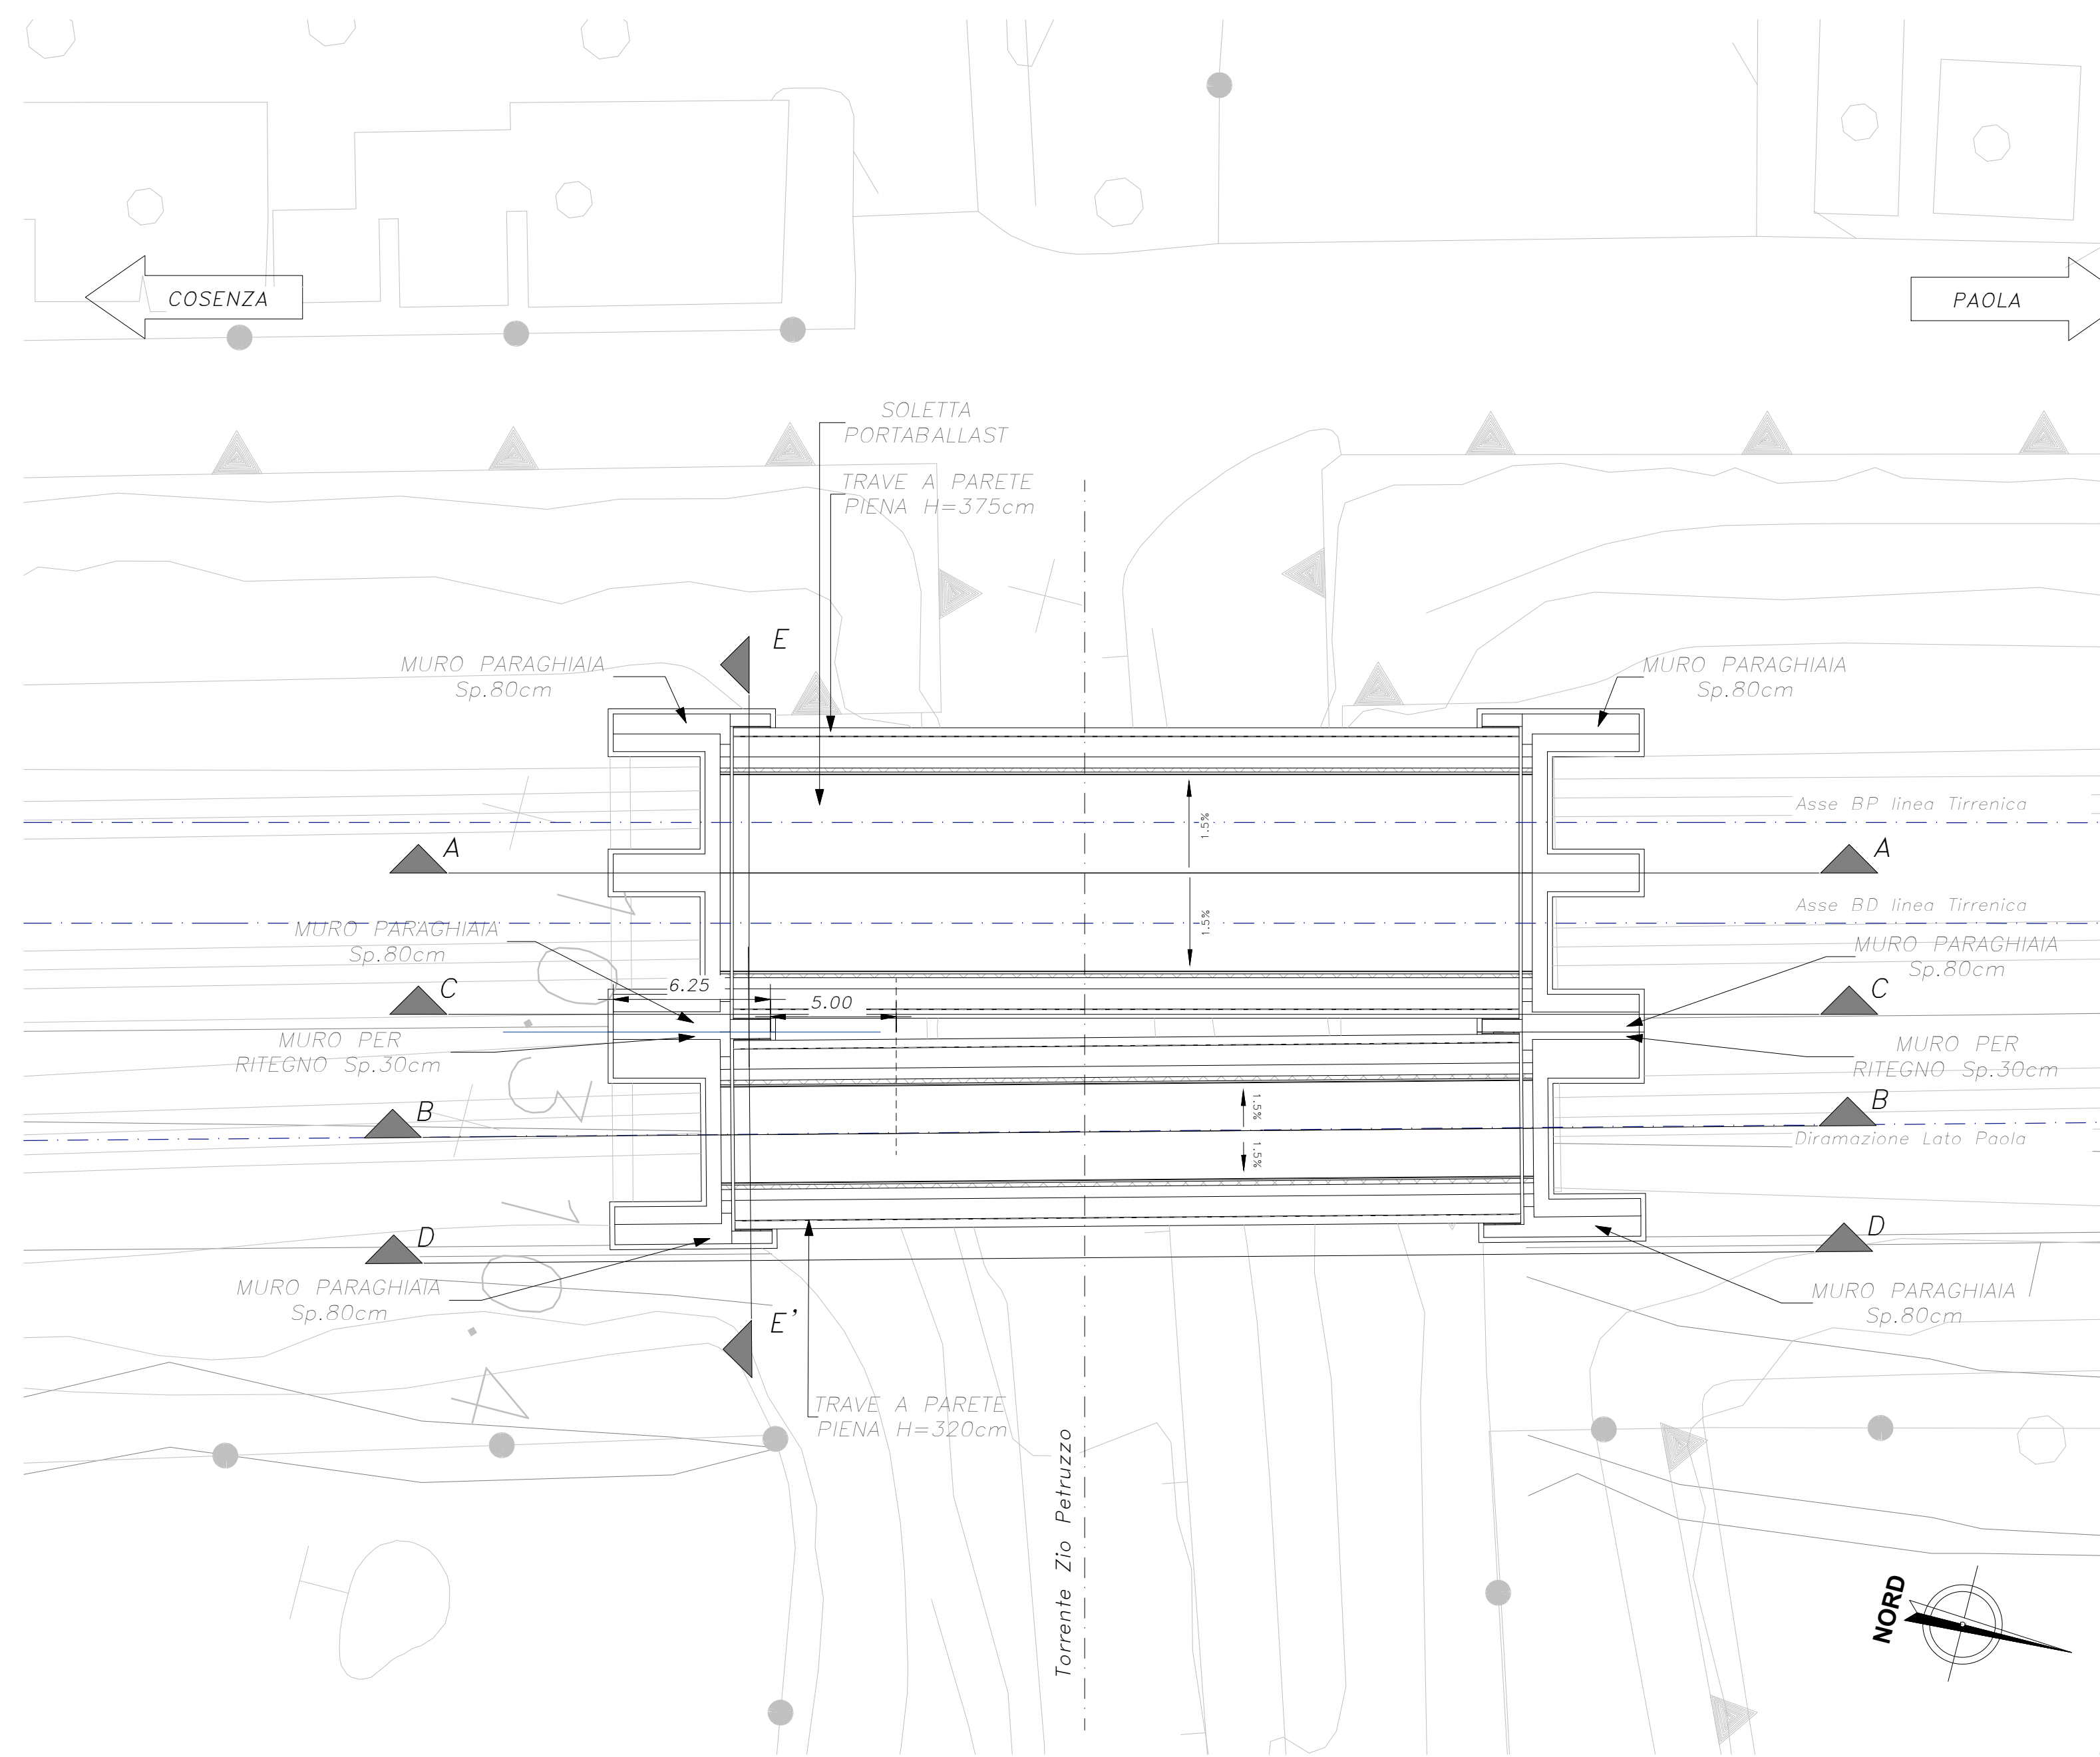 COSENZA
PAOLA
SOLETTA
PORTABALLAST
TRAVE A PARETE
PIENA H=375cm
E
MURO PARAGHIAIA
Sp.80cm
MURO PARAGHIAIA
Sp.80cm
Asse BP linea Tirrenica
1.5%
A
A
Asse BD linea Tirrenica
1.5%
MURO PARAGHIAIA
Sp.80cm
MURO PARAGHIAIA
Sp.80cm
C
6.25
5.00
C
MURO PER
RITEGNO Sp.30cm
MURO PER
RITEGNO Sp.30cm
B
1.5%
1.5%
B
Diramazione Lato Paola
D
D
MURO PARAGHIAIA
Sp.80cm
MURO PARAGHIAIA
Sp.80cm
E'
TRAVE A PARETE
PIENA H=320cm
Torrente Zio Petruzzo
NORD